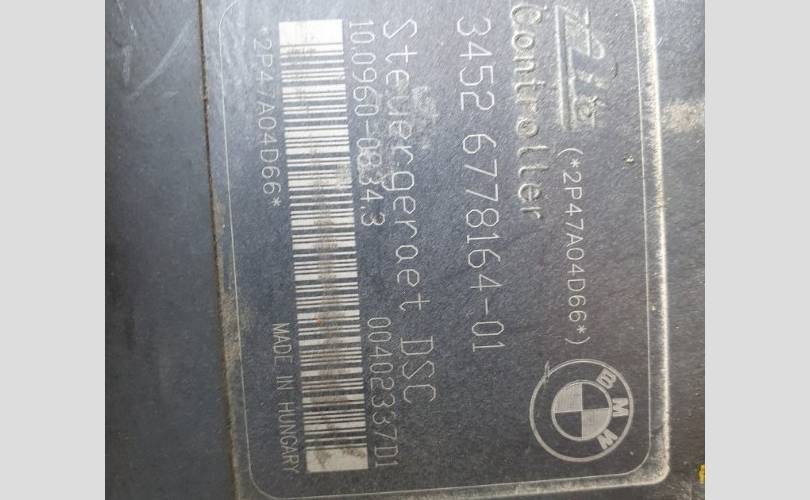 Ate (*2P47A04D66*)
Controller
BMW
3452 6778164-01
Steuergeraet DSC
10.0960-0834.3 00402337D1
*2P47A04D66* MADE IN HUNGARY